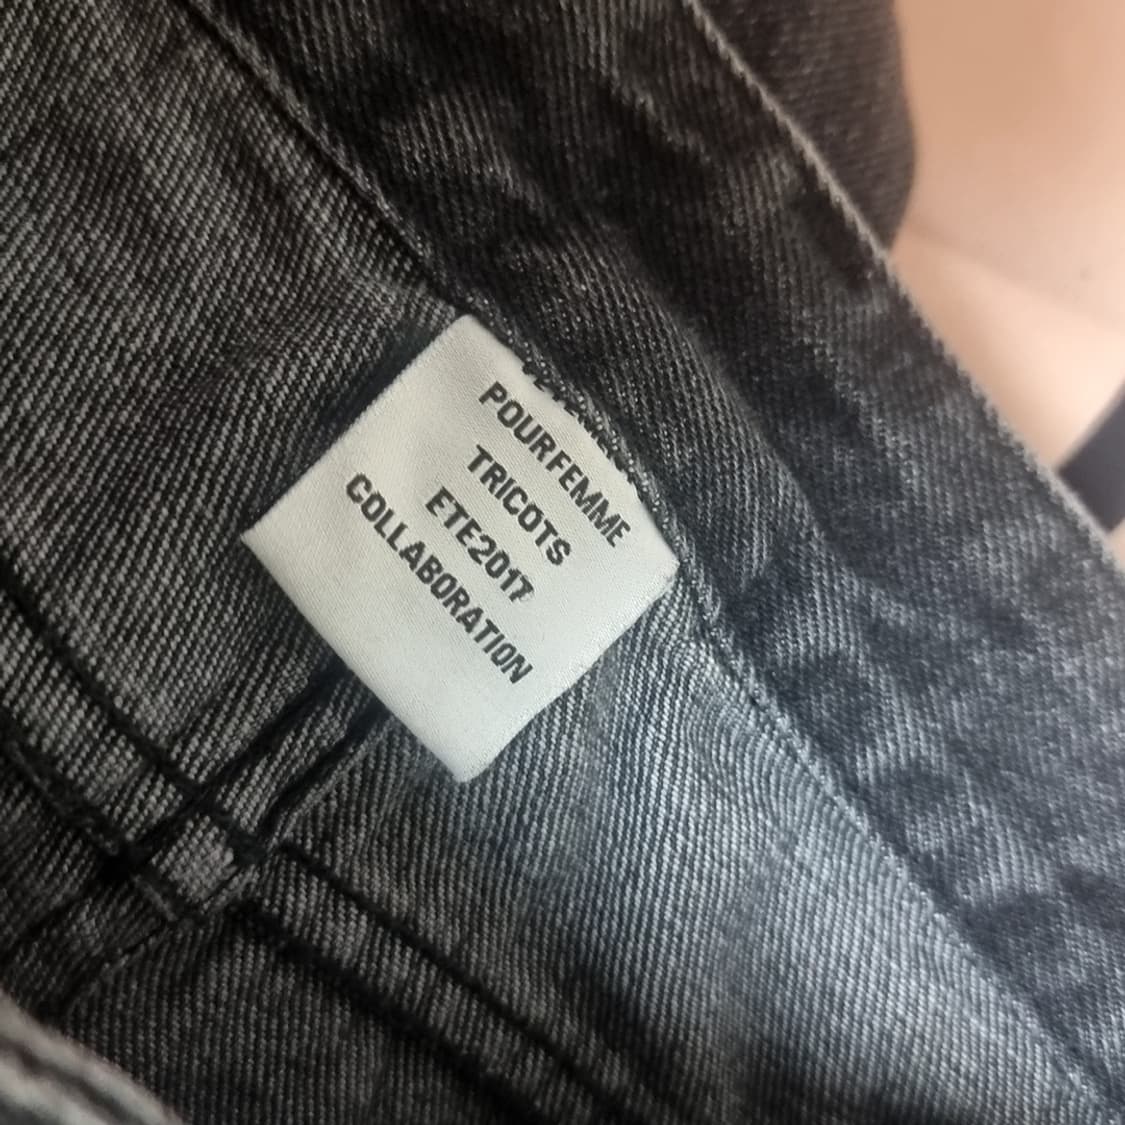 POUR FEMME
TRICOTS
ETE2017
COLLABORATION